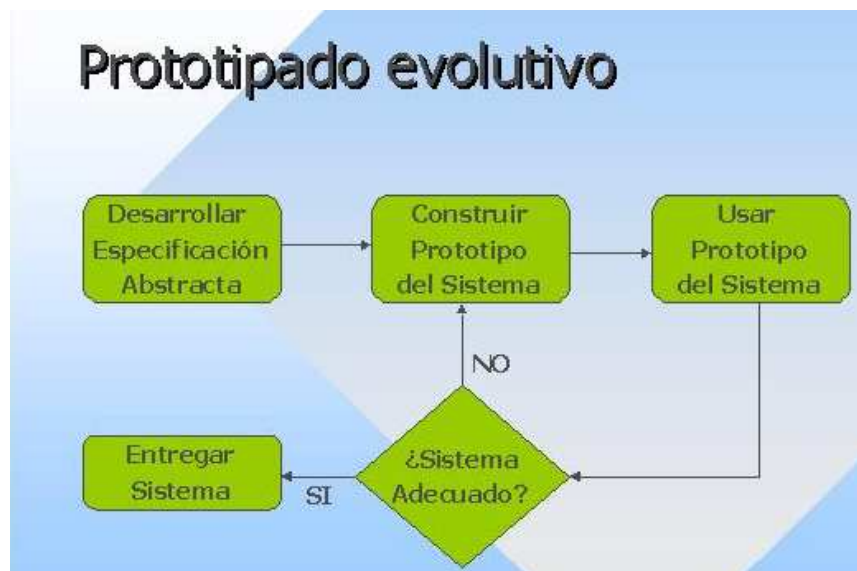 Prototipado evolutivo
Desarrollar
Especificación
Abstracta
Construir
Prototipo
del Sistema
Usar
Prototipo
del Sistema
NO
¿Sistema
Adecuado?
SI
Entregar
Sistema